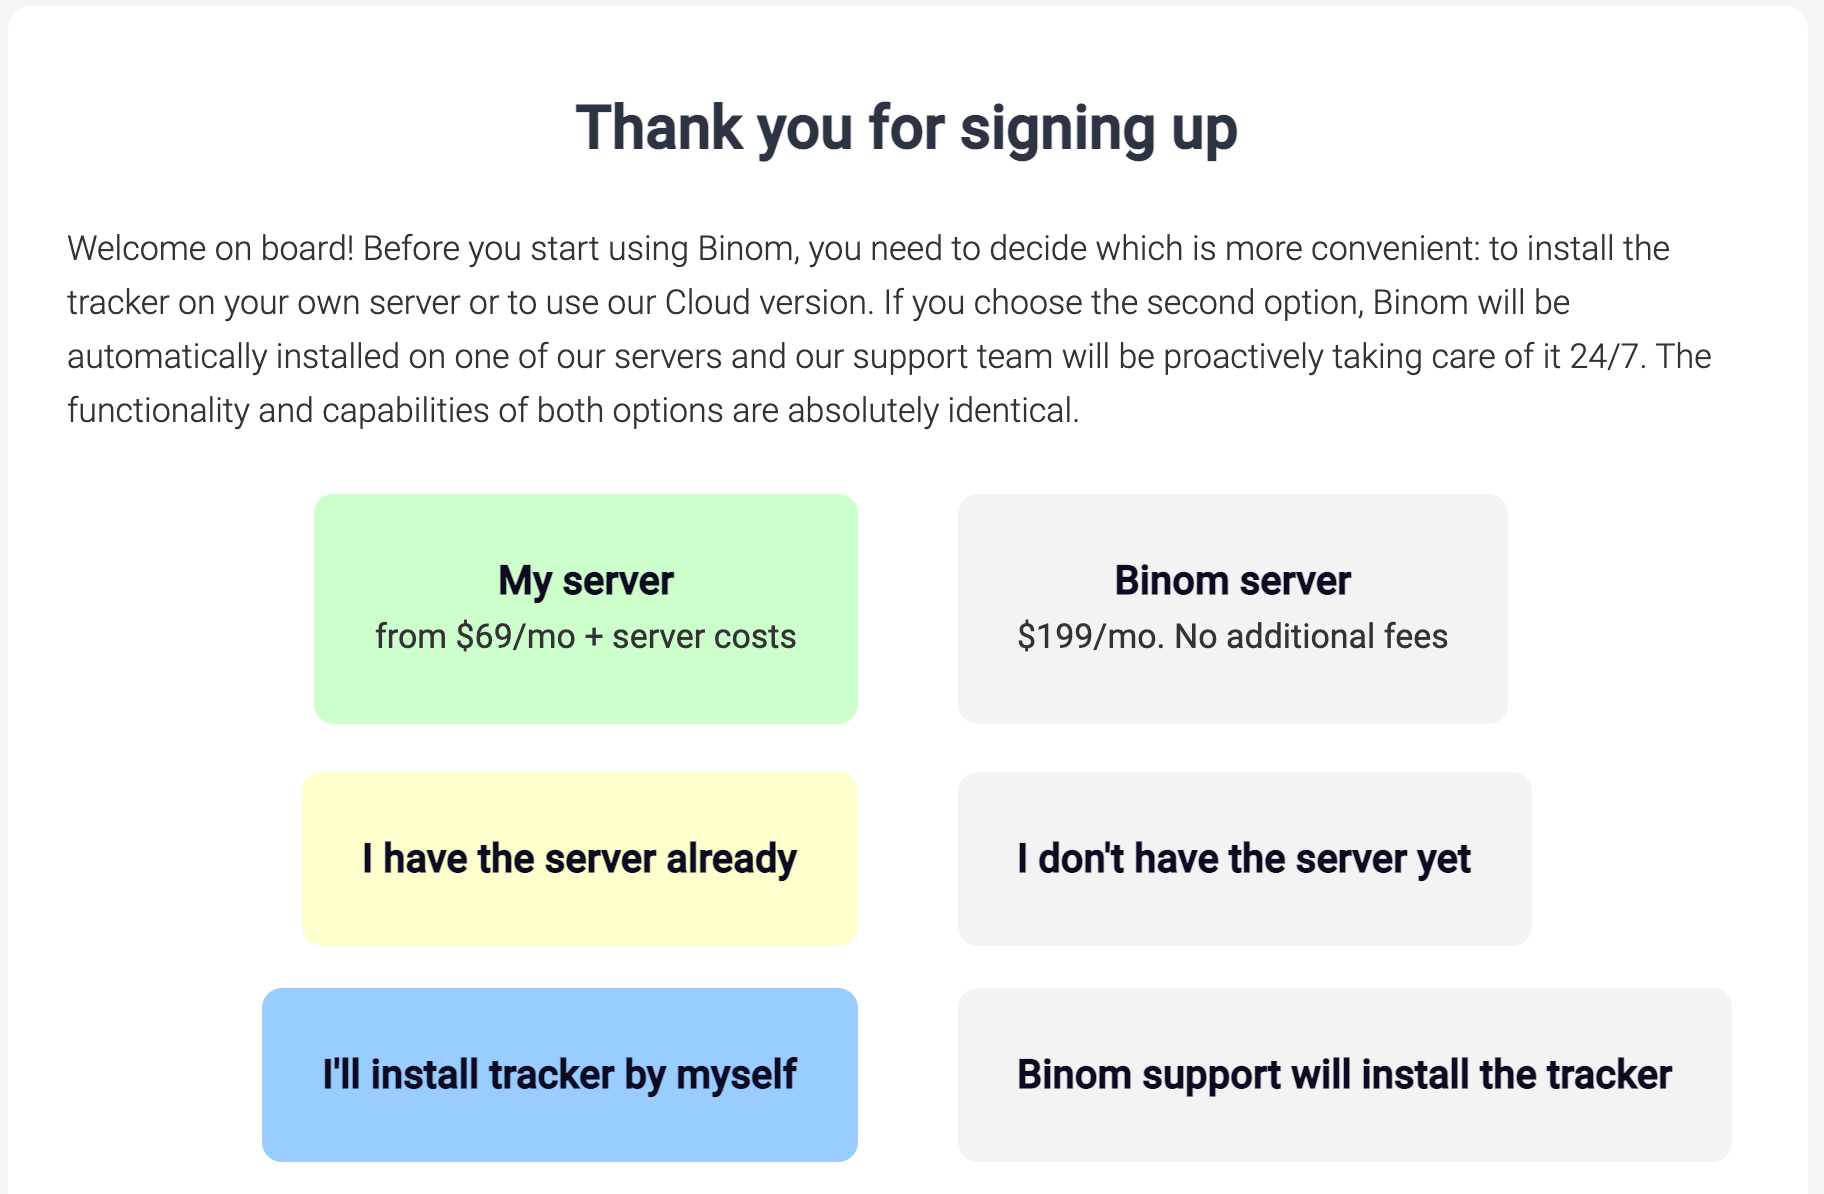 Thank you for signing up
Welcome on board! Before you start using Binom, you need to decide which is more convenient: to install the
tracker on your own server or to use our Cloud version. If you choose the second option, Binom will be
automatically installed on one of our servers and our support team will be proactively taking care of it 24/7. The
functionality and capabilities of both options are absolutely identical.
My server
from $69/mo + server costs
Binom server
$199/mo. No additional fees
I have the server already
I don't have the server yet
I'll install tracker by myself
Binom support will install the tracker